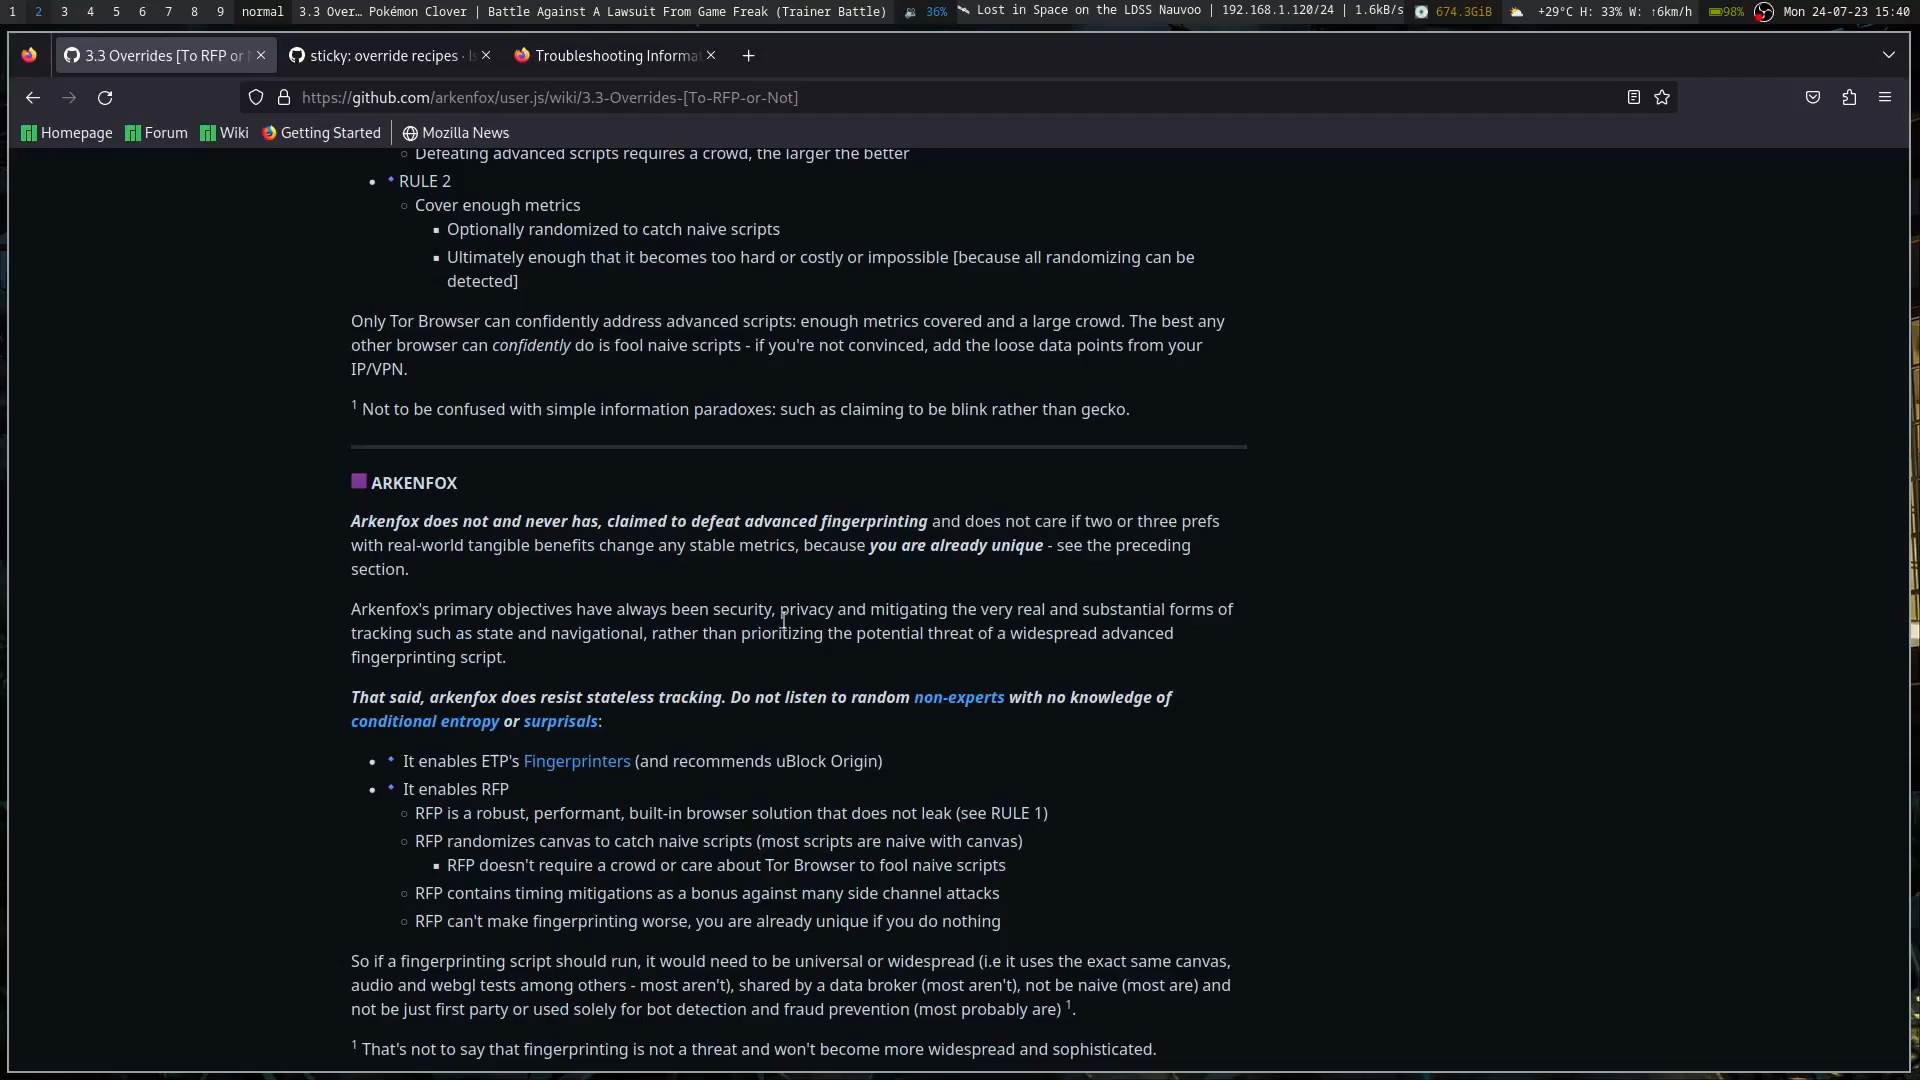 1 2 3 4 5 6 7 8 9 normal 3.3 Over… Pokémon Clover | Battle Against A Lawsuit From Game Freak (Trainer Battle) 36% Lost in Space on the LDSS Nauvoo | 192.168.1.120/24 | 1.6kB/s 674.3GiB +29°C H: 33% W: ↑6km/h 98% Mon 24-07-23 15:40
3.3 Overrides [To RFP or sticky: override recipes · Is Troubleshooting Informat
https://github.com/arkenfox/user.js/wiki/3.3-Overrides-[To-RFP-or-Not]
Homepage Forum Wiki Getting Started Mozilla News
Defeating advanced scripts requires a crowd, the larger the better
RULE 2
Cover enough metrics
Optionally randomized to catch naive scripts
Ultimately enough that it becomes too hard or costly or impossible [because all randomizing can be
detected]
Only Tor Browser can confidently address advanced scripts: enough metrics covered and a large crowd. The best any
other browser can confidently do is fool naive scripts - if you're not convinced, add the loose data points from your
IP/VPN.
1 Not to be confused with simple information paradoxes: such as claiming to be blink rather than gecko.
ARKENFOX
Arkenfox does not and never has, claimed to defeat advanced fingerprinting and does not care if two or three prefs
with real-world tangible benefits change any stable metrics, because you are already unique - see the preceding
section.
Arkenfox's primary objectives have always been security, privacy and mitigating the very real and substantial forms of
tracking such as state and navigational, rather than prioritizing the potential threat of a widespread advanced
fingerprinting script.
That said, arkenfox does resist stateless tracking. Do not listen to random non-experts with no knowledge of
conditional entropy or surprisals:
It enables ETP's Fingerprinters (and recommends uBlock Origin)
It enables RFP
RFP is a robust, performant, built-in browser solution that does not leak (see RULE 1)
RFP randomizes canvas to catch naive scripts (most scripts are naive with canvas)
RFP doesn't require a crowd or care about Tor Browser to fool naive scripts
RFP contains timing mitigations as a bonus against many side channel attacks
RFP can't make fingerprinting worse, you are already unique if you do nothing
So if a fingerprinting script should run, it would need to be universal or widespread (i.e it uses the exact same canvas,
audio and webgl tests among others - most aren't), shared by a data broker (most aren't), not be naive (most are) and
not be just first party or used solely for bot detection and fraud prevention (most probably are) 1.
1 That's not to say that fingerprinting is not a threat and won't become more widespread and sophisticated.